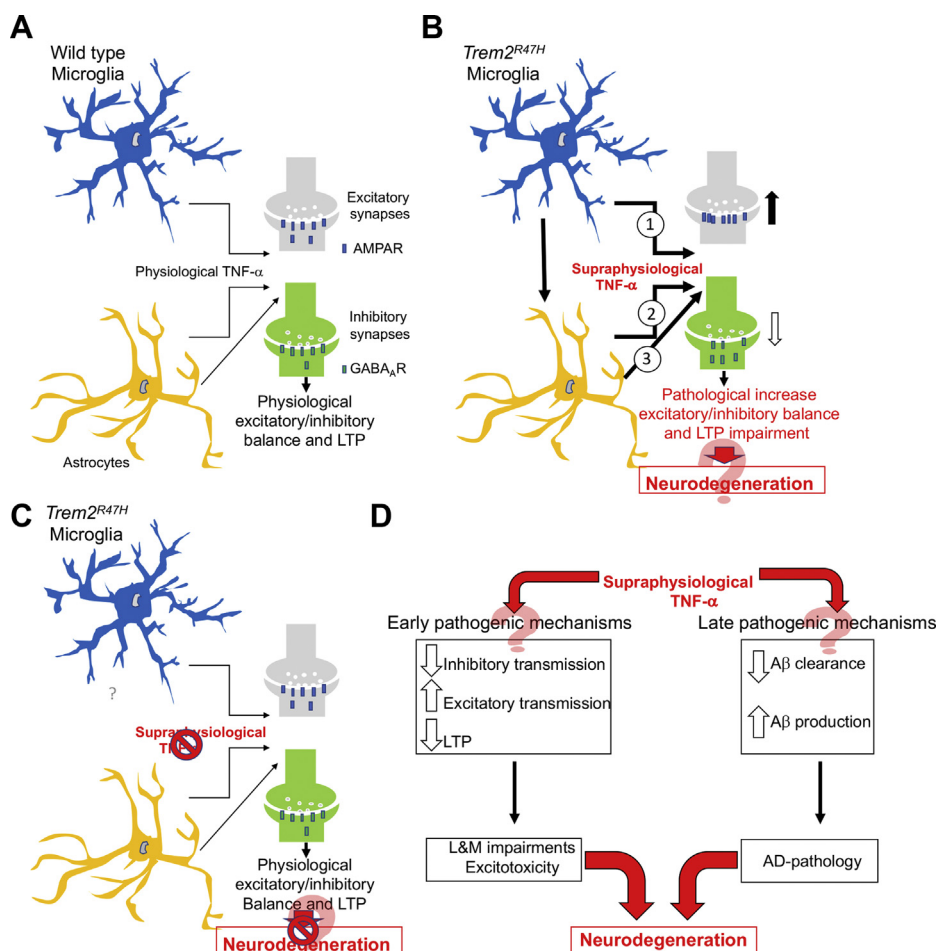 A
Wild type
Microglia
Excitatory
synapses
AMPAR
Physiological TNF-α
Inhibitory
synapses
GABA_AR
Physiological
excitatory/inhibitory
balance and LTP
Astrocytes
B
Trem2R47H
Microglia
1
Supraphysiological
TNF-α
2
3
Pathological increase
excitatory/inhibitory balance
and LTP impairment
?
Neurodegeneration
C
Trem2R47H
Microglia
?
Supraphysiological
Physiological
excitatory/inhibitory
Balance and LTP
?
Neurodegeneration
D
Supraphysiological
TNF-α
?
?
Early pathogenic mechanisms
Late pathogenic mechanisms
Inhibitory transmission
Excitatory transmission
LTP
Aβ clearance
Aβ production
L&M impairments
Excitotoxicity
AD-pathology
Neurodegeneration